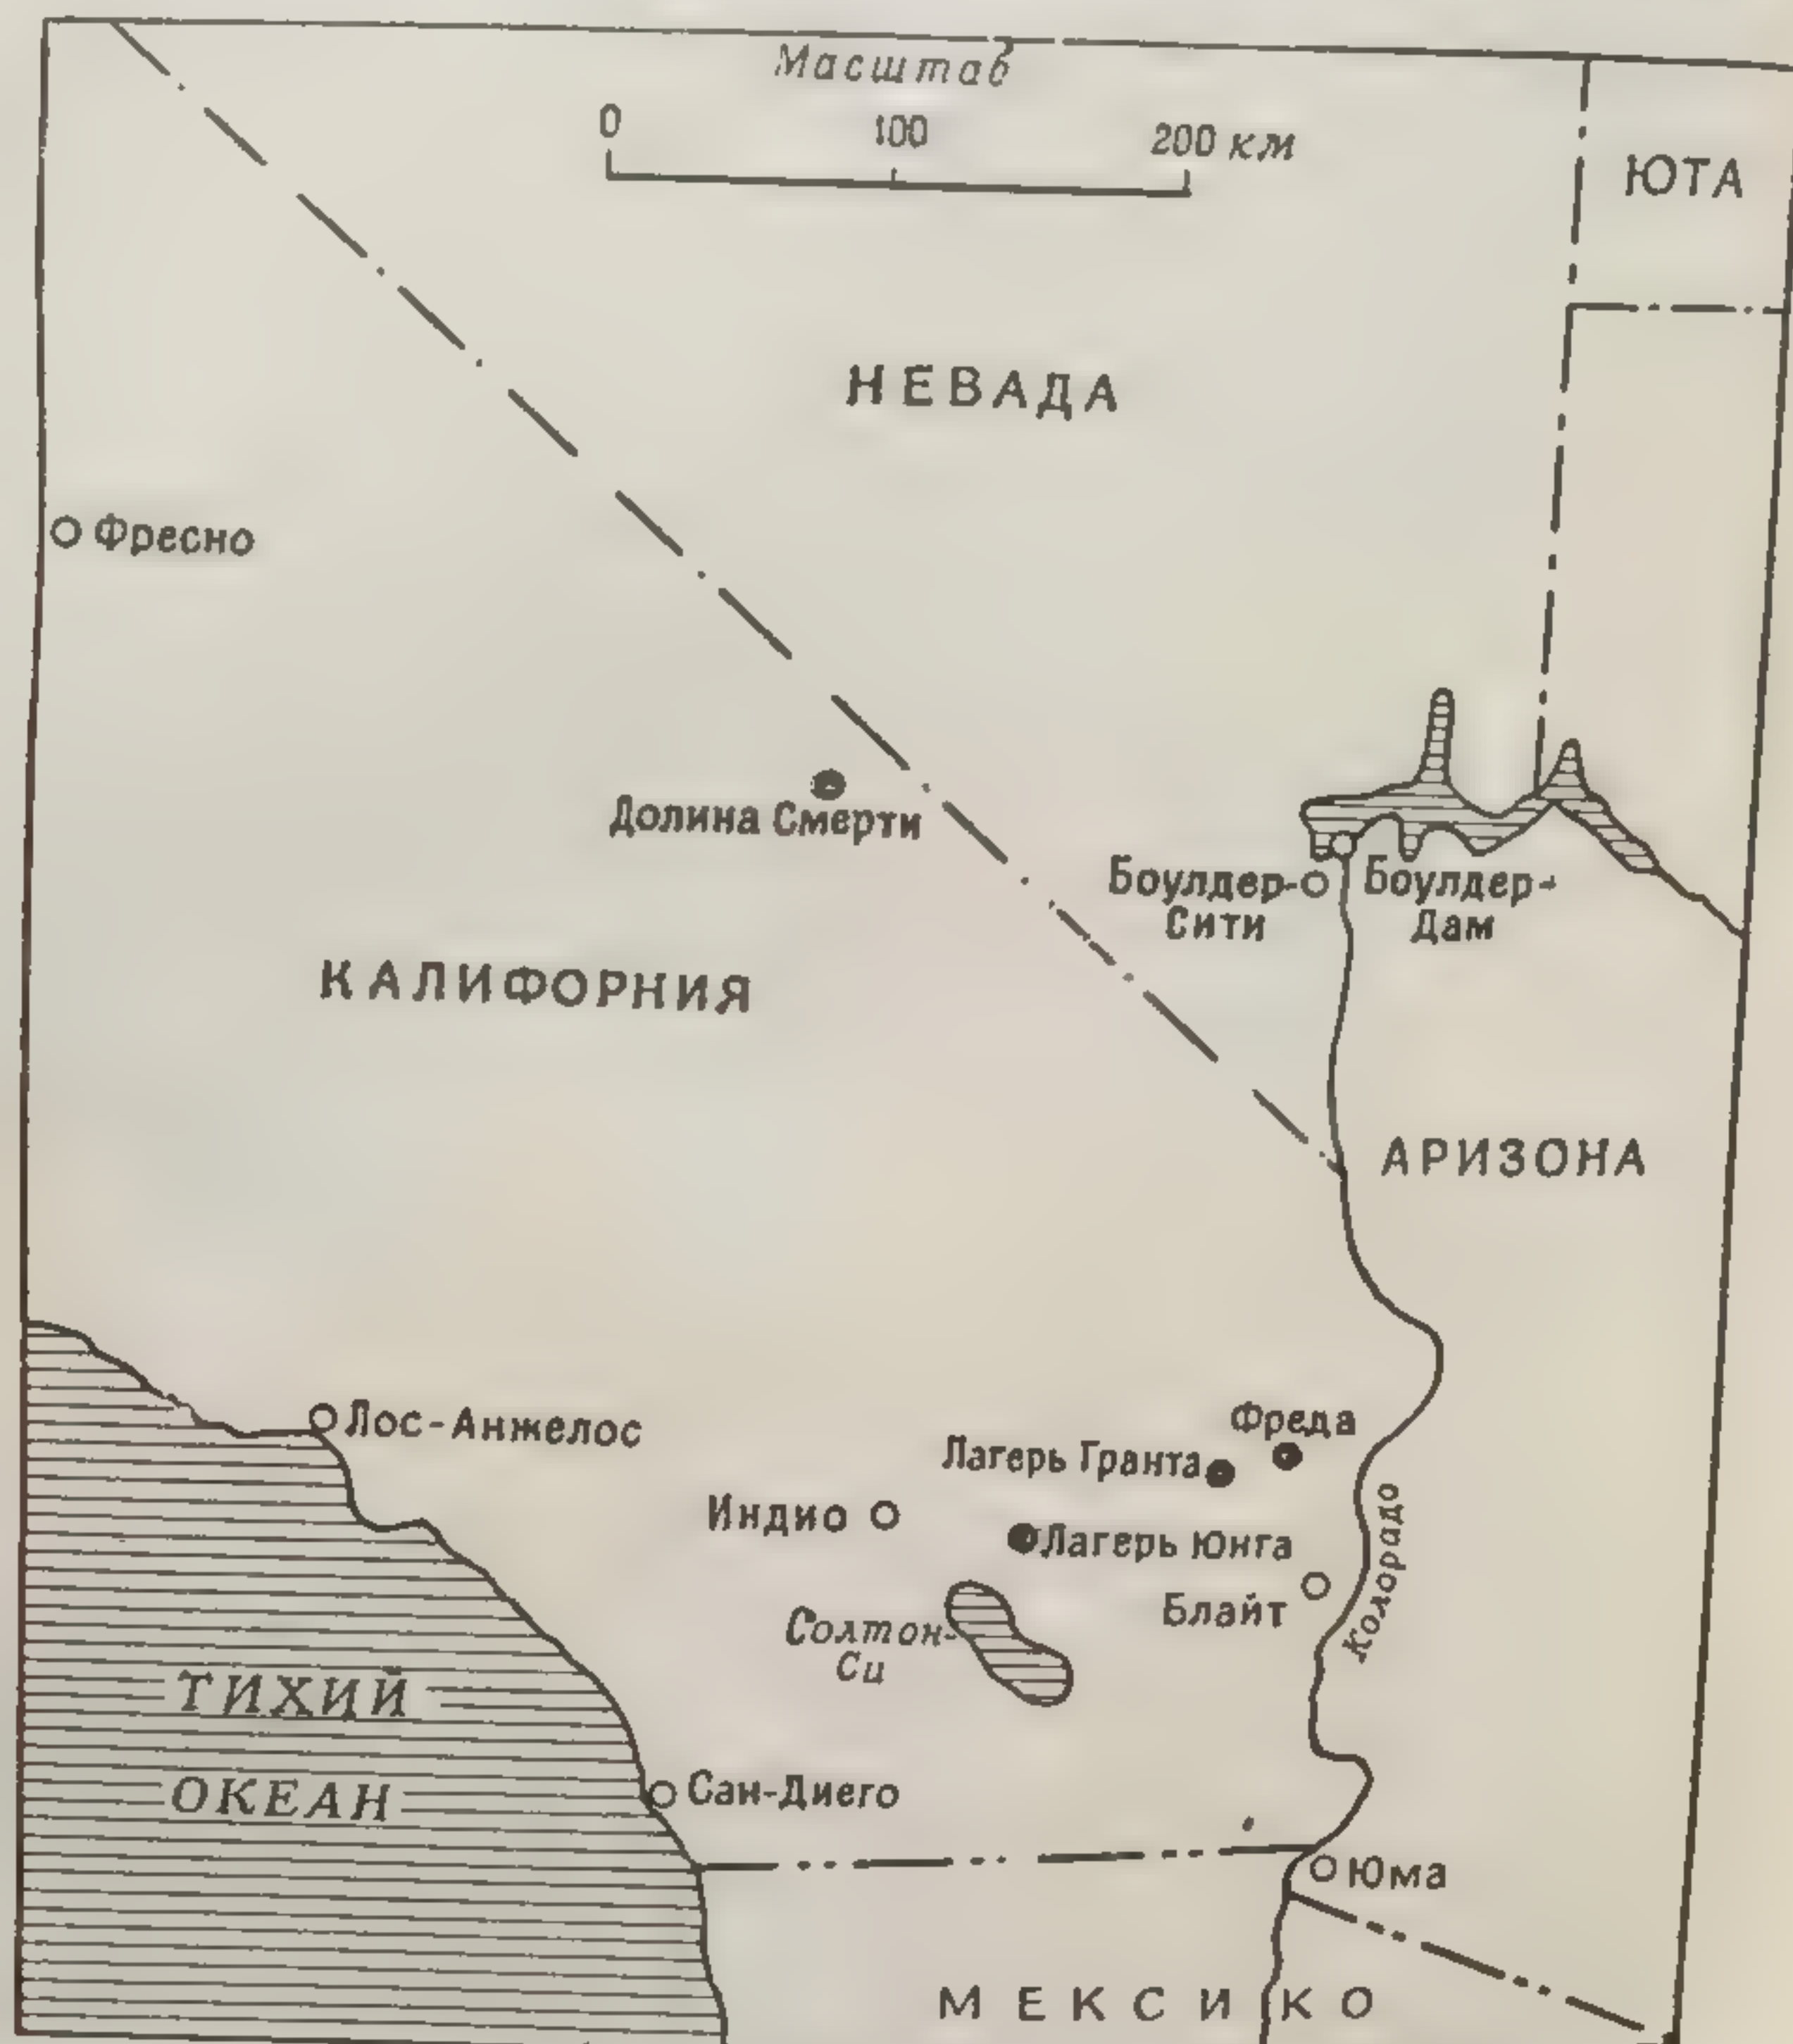 Масштаб
0 100 200 км
ЮТА
НЕВАДА
Фресно
Долина Смерти
Боулдер-
Сити
Боулдер-
Дам
КАЛИФОРНИЯ
АРИЗОНА
Лос-Анжелос
Фреда
Лагерь Гранта
Индио
Лагерь Юнга
Блайт
Колорадо
Солтон-
Си
ТИХИЙ
ОКЕАН
Сан-Диего
Юма
МЕКСИКО